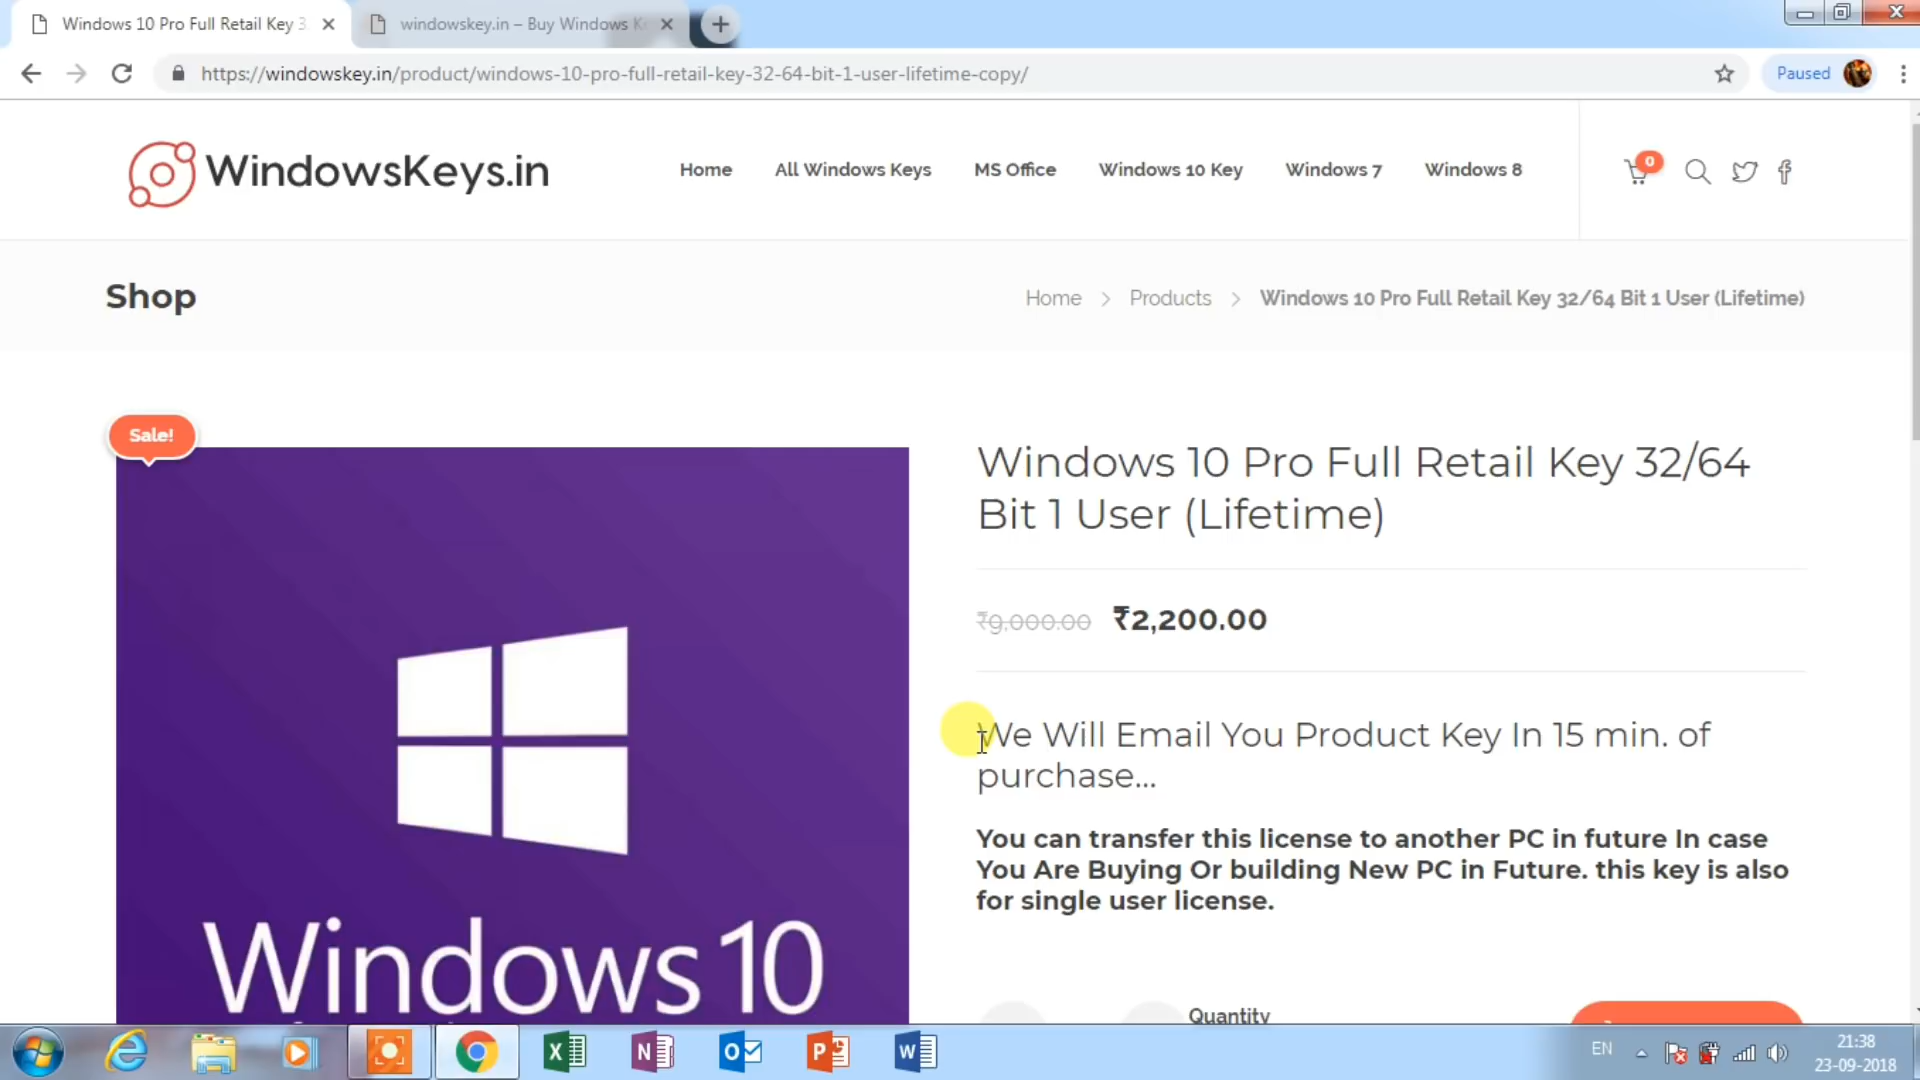 Windows 10 Pro Full Retail Key 3
windowskey.in – Buy Windows Ke
https://windowskey.in/product/windows-10-pro-full-retail-key-32-64-bit-1-user-lifetime-copy/
Paused
WindowsKeys.in
Home
All Windows Keys
MS Office
Windows 10 Key
Windows 7
Windows 8
0
Shop
Home > Products > Windows 10 Pro Full Retail Key 32/64 Bit 1 User (Lifetime)
Sale!
Windows 10
Windows 10 Pro Full Retail Key 32/64
Bit 1 User (Lifetime)
₹9,000.00 ₹2,200.00
We Will Email You Product Key In 15 min. of
purchase...
You can transfer this license to another PC in future In case
You Are Buying Or building New PC in Future. this key is also
for single user license.
Quantity
EN
21:38
23-09-2018